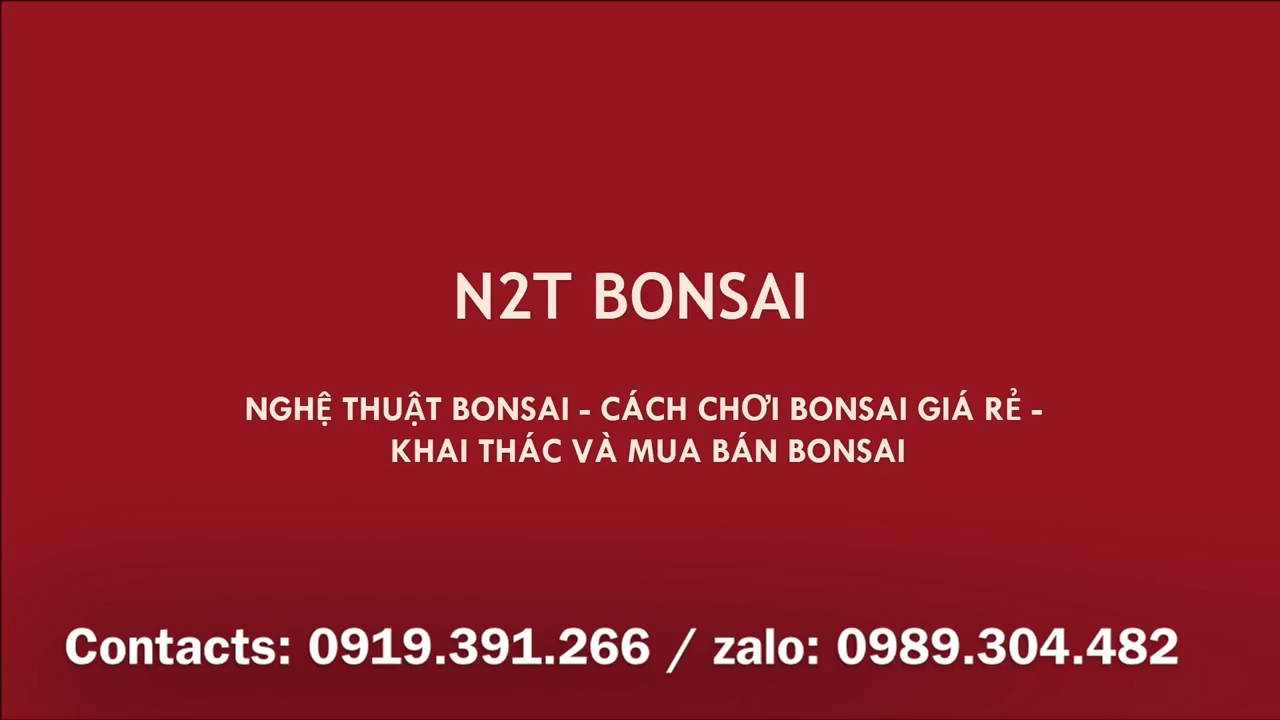 N2T BONSAI
NGHỆ THUẬT BONSAI - CÁCH CHƠI BONSAI GIÁ RẺ -
KHAI THÁC VÀ MUA BÁN BONSAI
Contacts: 0919.391.266 / zalo: 0989.304.482